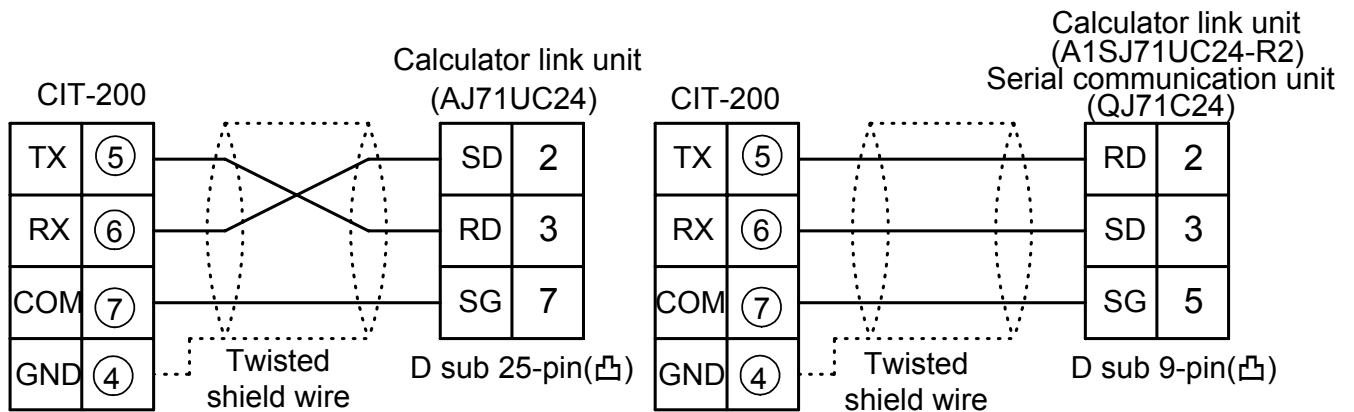 Calculator link unit
(AJ71UC24)
CIT-200
TX ⑤
RX ⑥
COM ⑦
GND ④
SD 2
RD 3
SG 7
Twisted
shield wire
D sub 25-pin(凸)
Calculator link unit
(A1SJ71UC24-R2)
Serial communication unit
(QJ71C24)
CIT-200
TX ⑤
RX ⑥
COM ⑦
GND ④
RD 2
SD 3
SG 5
Twisted
shield wire
D sub 9-pin(凸)